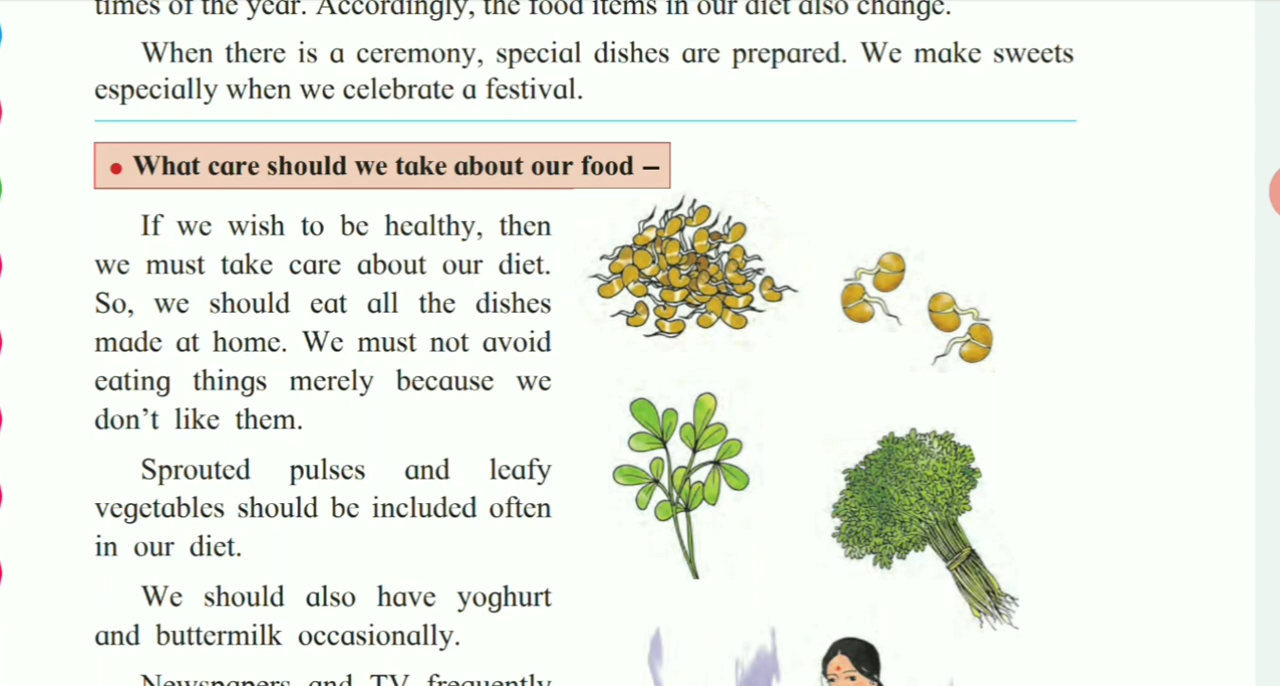 times of the year. Accordingly, the food items in our diet also change.
When there is a ceremony, special dishes are prepared. We make sweets
especially when we celebrate a festival.
• What care should we take about our food –
If we wish to be healthy, then
we must take care about our diet.
So, we should eat all the dishes
made at home. We must not avoid
eating things merely because we
don't like them.
Sprouted pulses and leafy
vegetables should be included often
in our diet.
We should also have yoghurt
and buttermilk occasionally.
Newspapers and TV frequently